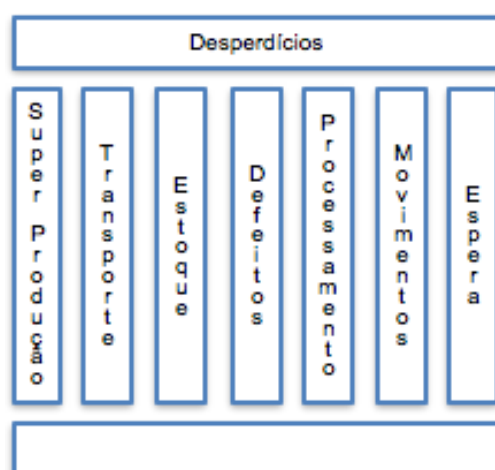 Desperdícios
Super Produção
Transporte
Estoque
Defeitos
Processamento
Movimentos
Espera